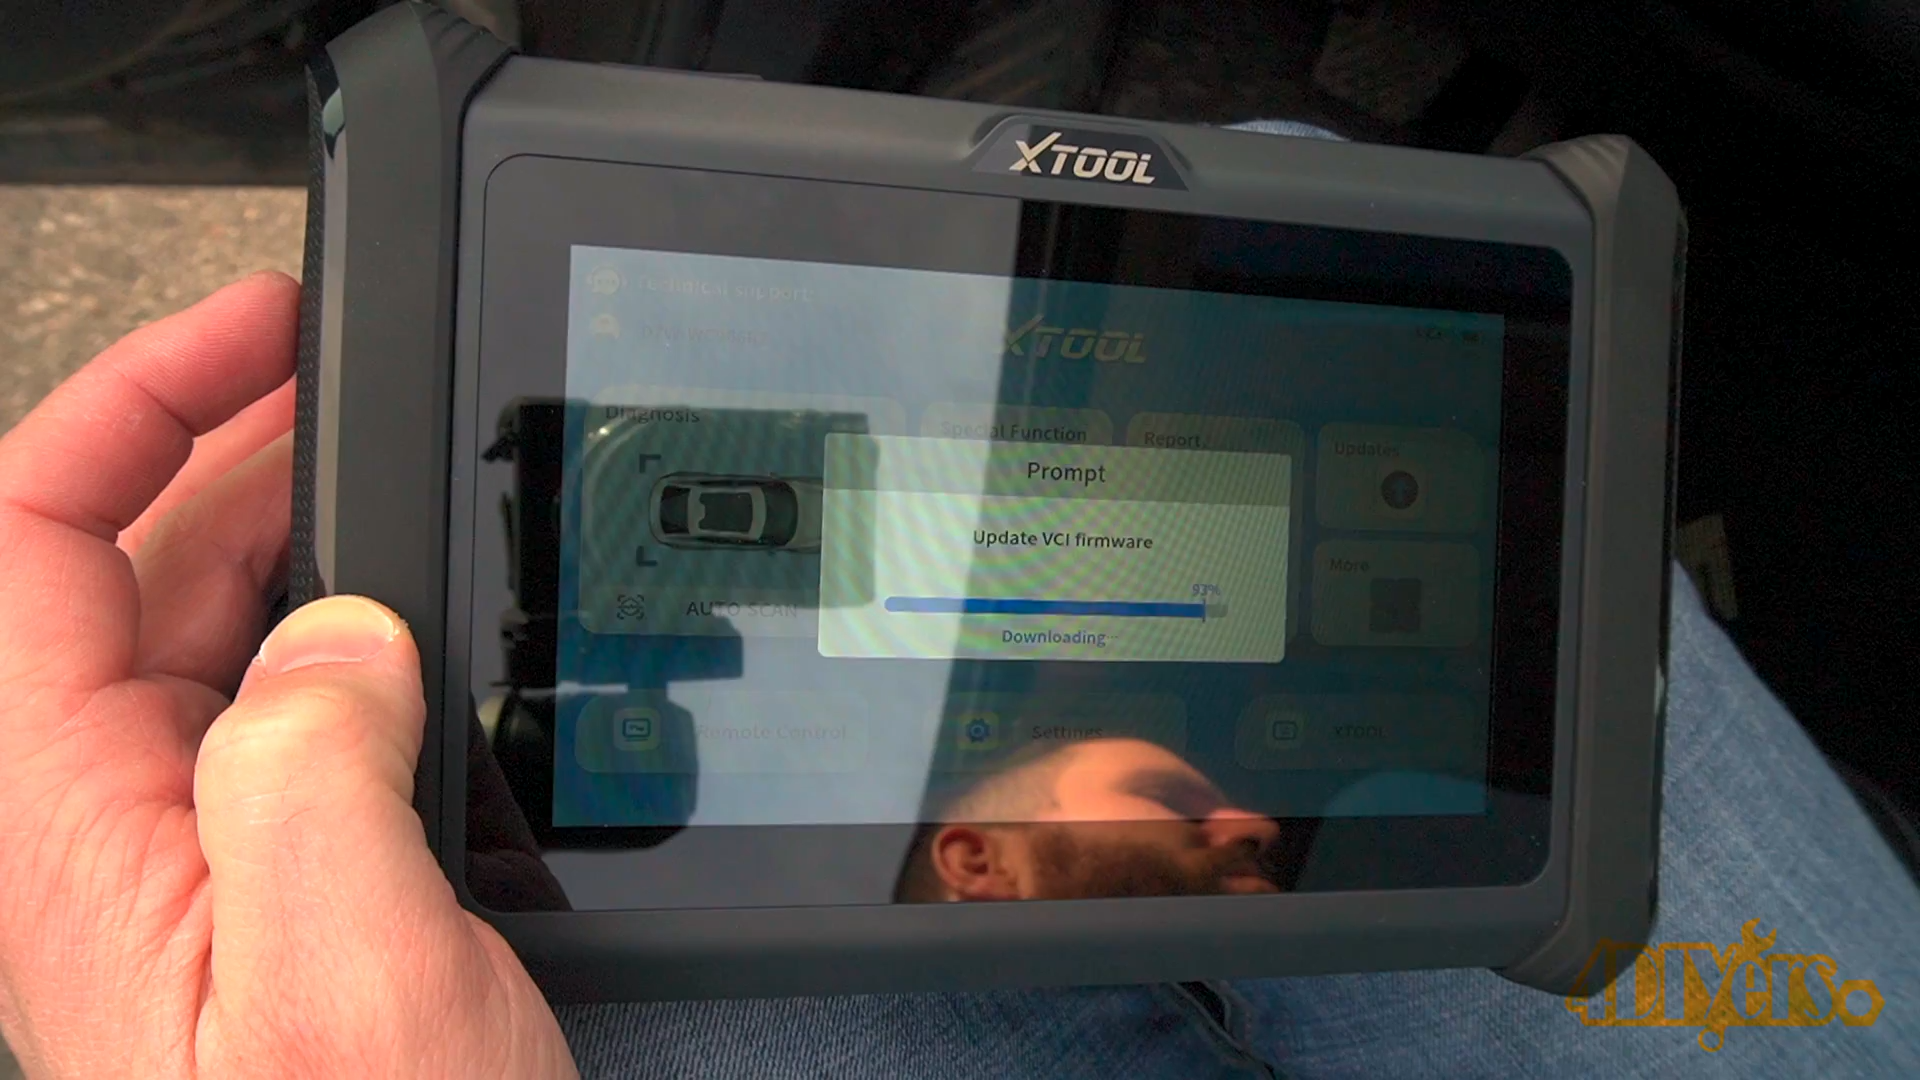 XTOOL
Technical support
XTOOL
Diagnosis
Special Function
Report
Updates
Prompt
Update VCI firmware
93%
Downloading...
More
AUTO SCAN
Remote Control
Settings
XTOOL
4DIYers